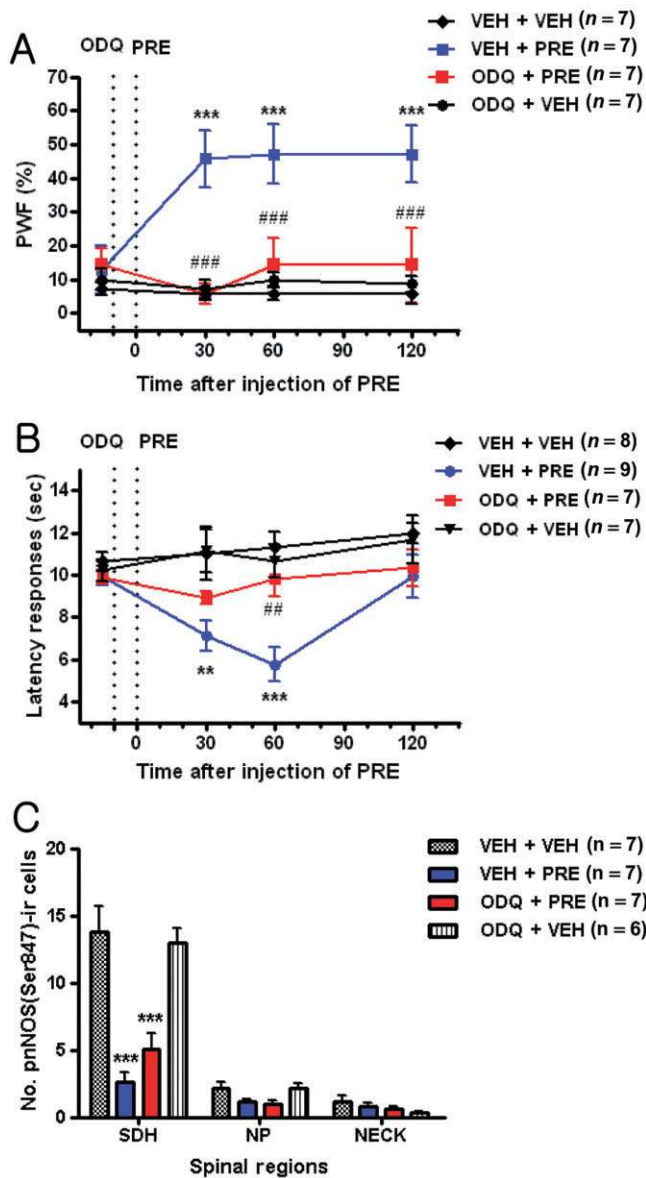 A
ODQ PRE
VEH + VEH (n = 7)
VEH + PRE (n = 7)
ODQ + PRE (n = 7)
ODQ + VEH (n = 7)
PWF (%)
70
60
50
40
30
20
10
0
*** *** ***
### ### ###
0 30 60 90 120
Time after injection of PRE
B
ODQ PRE
VEH + VEH (n = 8)
VEH + PRE (n = 9)
ODQ + PRE (n = 7)
ODQ + VEH (n = 7)
Latency responses (sec)
14
12
10
8
6
4
##
**
***
0 30 60 90 120
Time after injection of PRE
C
VEH + VEH (n = 7)
VEH + PRE (n = 7)
ODQ + PRE (n = 7)
ODQ + VEH (n = 6)
No. pnNOS(Ser847)-ir cells
20
15
10
5
0
*** ***
SDH NP NECK
Spinal regions